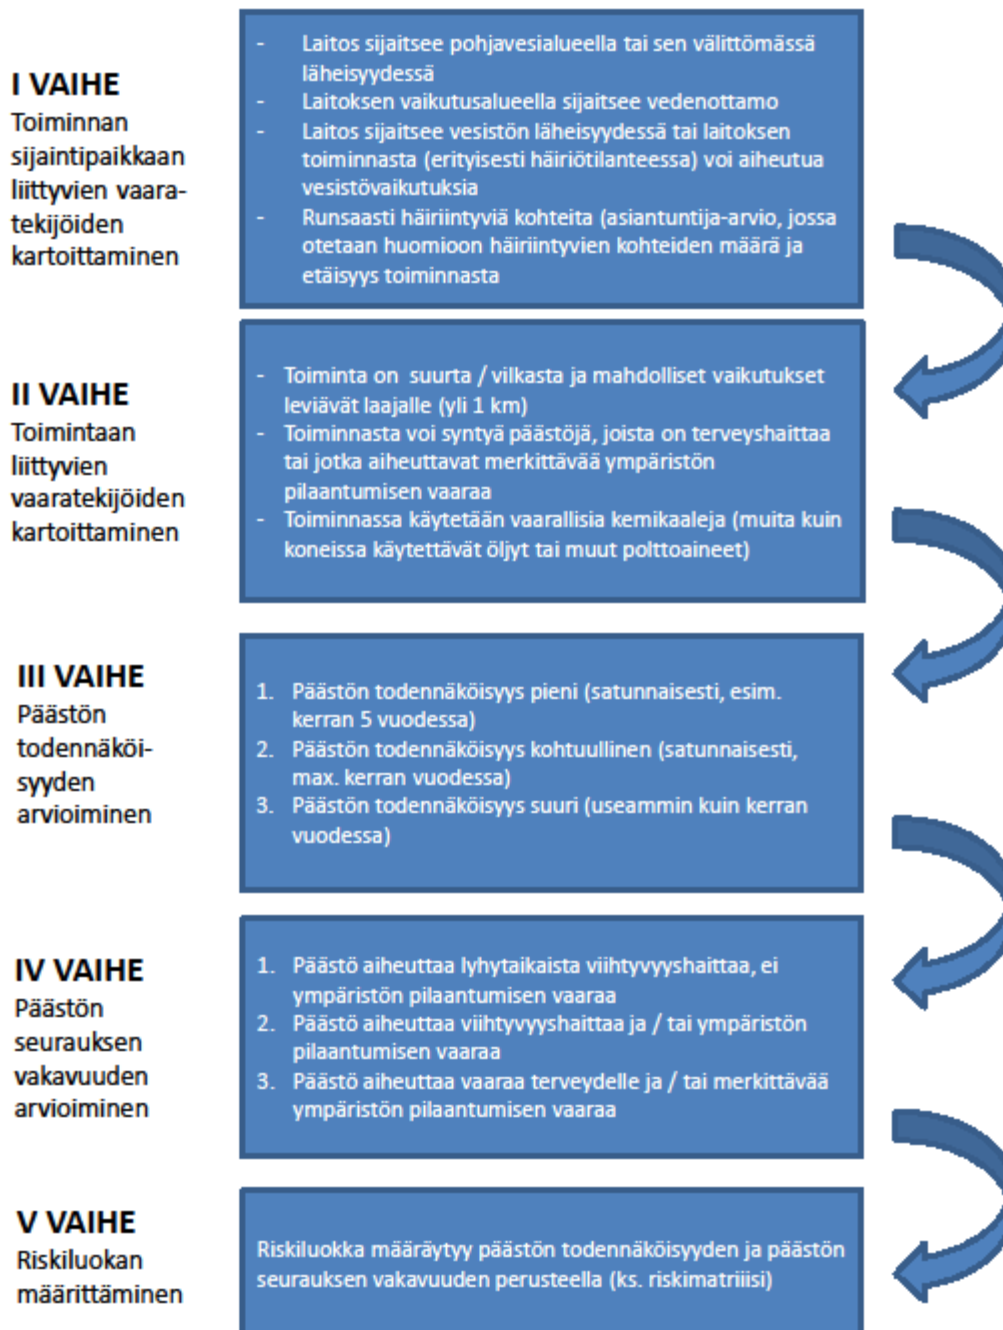 I VAIHE
Toiminnan
sijaintipaikkaan
liittyvien vaara-
tekijöiden
kartoittaminen
- Laitos sijaitsee pohjavesialueella tai sen välittömässä
läheisyydessä
- Laitoksen vaikutusalueella sijaitsee vedenottamo
- Laitos sijaitsee vesistön läheisyydessä tai laitoksen
toiminnasta (erityisesti häiriötilanteessa) voi aiheutua
vesistövaikutuksia
- Runsaasti häiriintyviä kohteita (asiantuntija-arvio, jossa
otetaan huomioon häiriintyvien kohteiden määrä ja
etäisyys toiminnasta
II VAIHE
Toimintaan
liittyvien
vaaratekijöiden
kartoittaminen
- Toiminta on suurta / vilkasta ja mahdolliset vaikutukset
leviävät laajalle (yli 1 km)
- Toiminnasta voi syntyä päästöjä, joista on terveyshaittaa
tai jotka aiheuttavat merkittävää ympäristön
pilaantumisen vaaraa
- Toiminnassa käytetään vaarallisia kemikaaleja (muita kuin
koneissa käytettävät öljyt tai muut polttoaineet)
III VAIHE
Päästön
todennäköi-
syyden
arvioiminen
1. Päästön todennäköisyys pieni (satunnaisesti, esim.
kerran 5 vuodessa)
2. Päästön todennäköisyys kohtuullinen (satunnaisesti,
max. kerran vuodessa)
3. Päästön todennäköisyys suuri (useammin kuin kerran
vuodessa)
IV VAIHE
Päästön
seurauksen
vakavuuden
arvioiminen
1. Päästö aiheuttaa lyhytaikaista viihtyvyyshaittaa, ei
ympäristön pilaantumisen vaaraa
2. Päästö aiheuttaa viihtyvyyshaittaa ja / tai ympäristön
pilaantumisen vaaraa
3. Päästö aiheuttaa vaaraa terveydelle ja / tai merkittävää
ympäristön pilaantumisen vaaraa
V VAIHE
Riskiluokan
määrittäminen
Riskiluokka määräytyy päästön todennäköisyyden ja päästön
seurauksen vakavuuden perusteella (ks. riskimatriiisi)